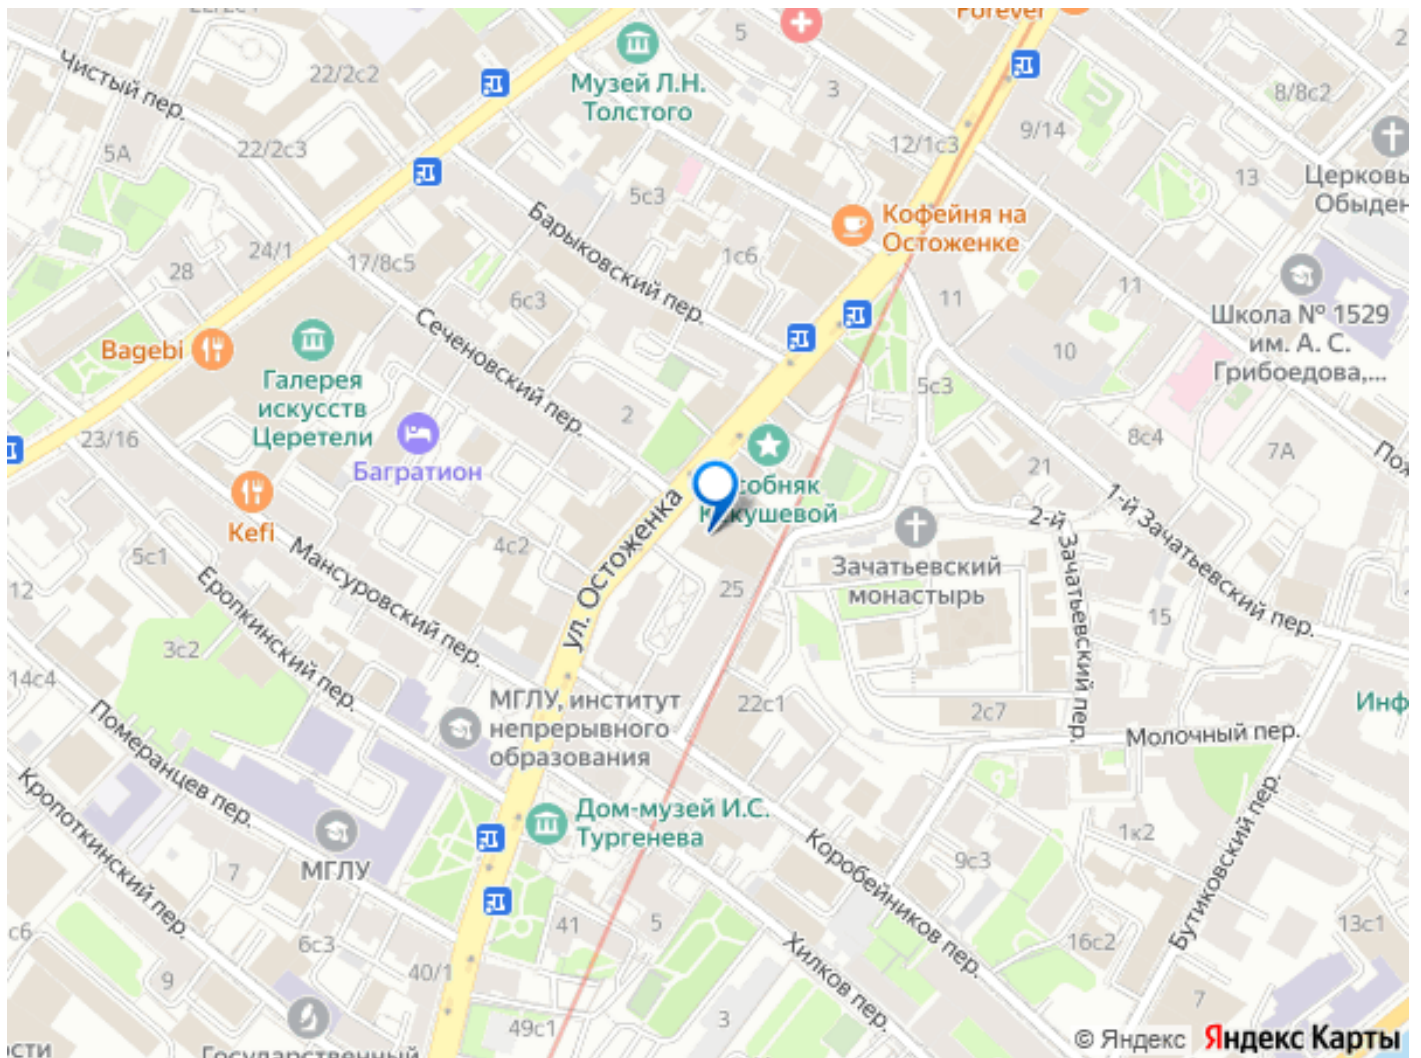 22/2с1
Forever
5
2
Чистый пер.
22/2с2
Музей Л.Н.
Толстого
3
8/8с2
9/14
12/1с3
5А
22/2с3
5с3
13
Церковь
Обыден
Кофейня на
Остоженке
Барыковский пер.
24/1
17/8с5
28
1с6
6с3
11
11
Школа № 1529
им. А. С.
Грибоедова,...
Bagebi
Сеченовский пер.
10
Галерея
искусств
Церетели
5с3
2
23/16
8с4
7А
Пож
Багратион
21
собняк
кушевой
1-й Зачатьевский пер.
2-й Зачатьевский пер.
Kefi
ул. Остоженка
4с2
5с1
Мансуровский пер.
Зачатьевский
монастырь
12
25
Еропкинский пер.
15
3с2
14с4
МГЛУ, институт
непрерывного
образования
22с1
2с7
Инф
Молочный пер.
Померанцев пер.
Кропоткинский пер.
Дом-музей И.С.
Тургенева
1к2
Бутиковский пер.
МГЛУ
7
Коробейников пер.
9с3
41
5
13с1
с6
6с3
16с2
Хилков пер.
40/1
9
7
49с1
3
сти
Государственный
© Яндекс Яндекс Карты